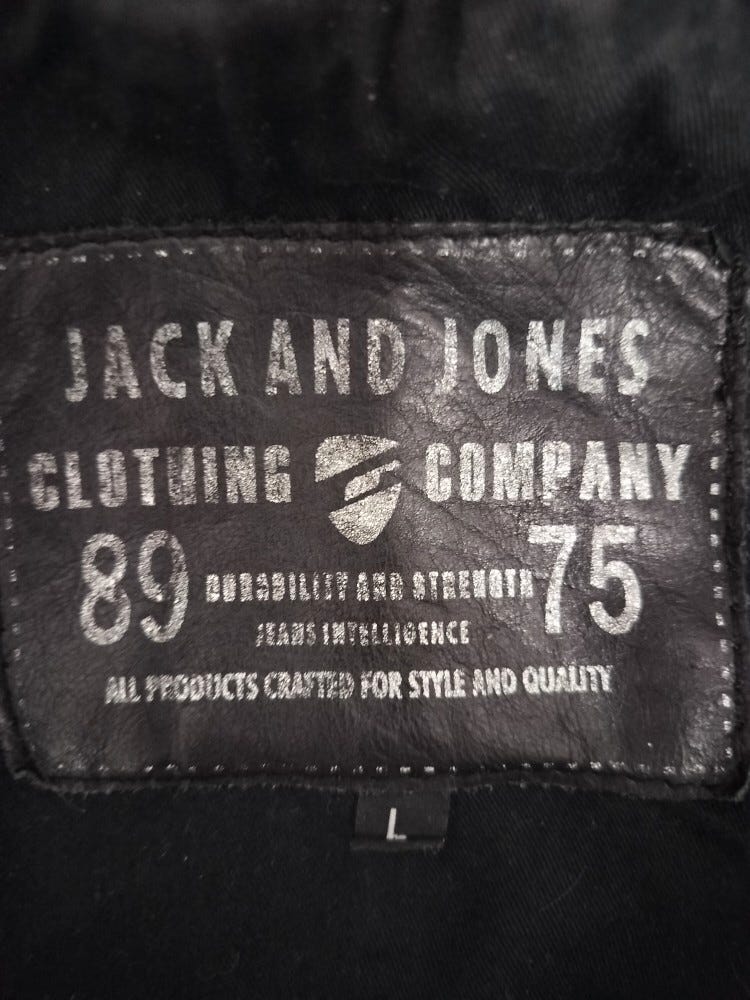 JACK AND JONES
CLOTHING COMPANY
89 DURABILITY AND STRENGTH 75
JEANS INTELLIGENCE
ALL PRODUCTS CRAFTED FOR STYLE AND QUALITY
L